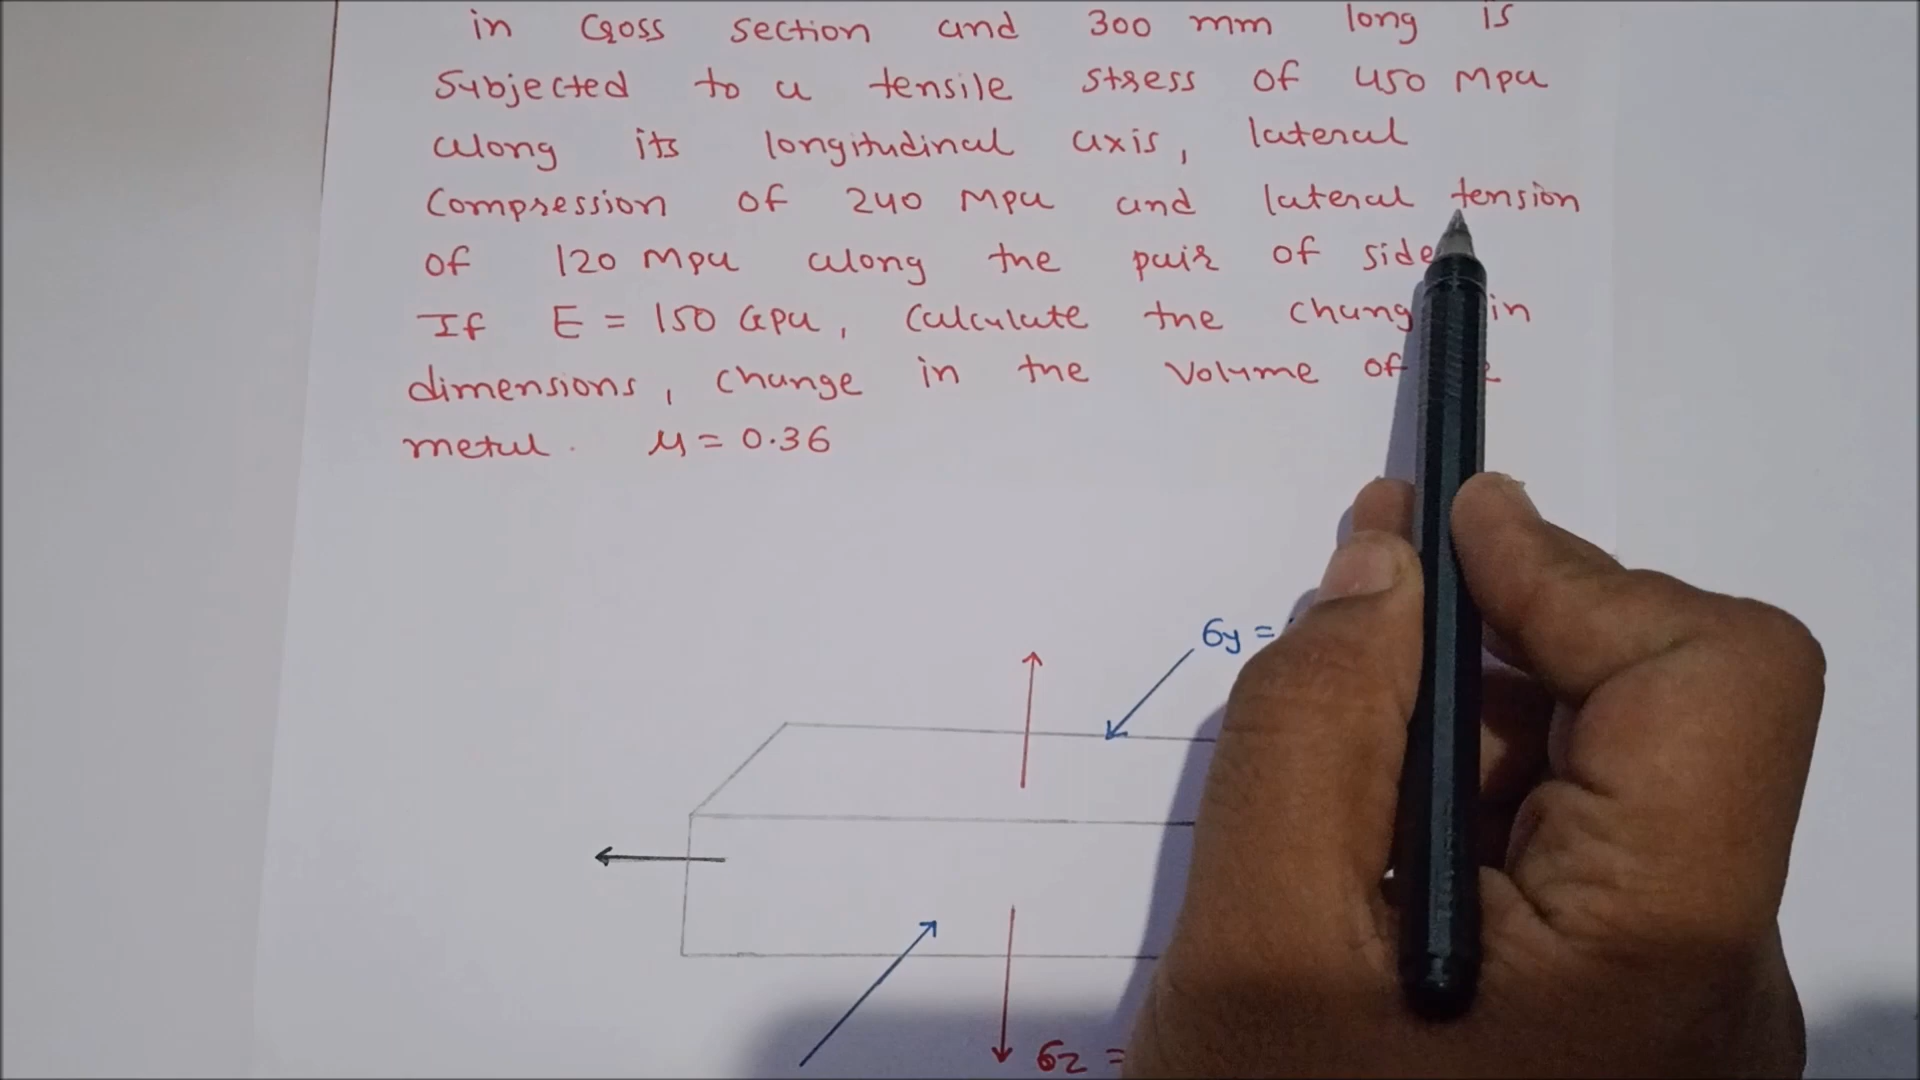 in Cross section and 300 mm long is
Subjected to a tensile stress of 450 Mpa
along its longitudinal axis, lateral
Compression of 240 Mpa and lateral tension
of 120 Mpa along the pair of side
If E = 150 Gpa, Calculate the chang in
dimensions, change in the volume of
metal. μ = 0.36
σy =
σz =